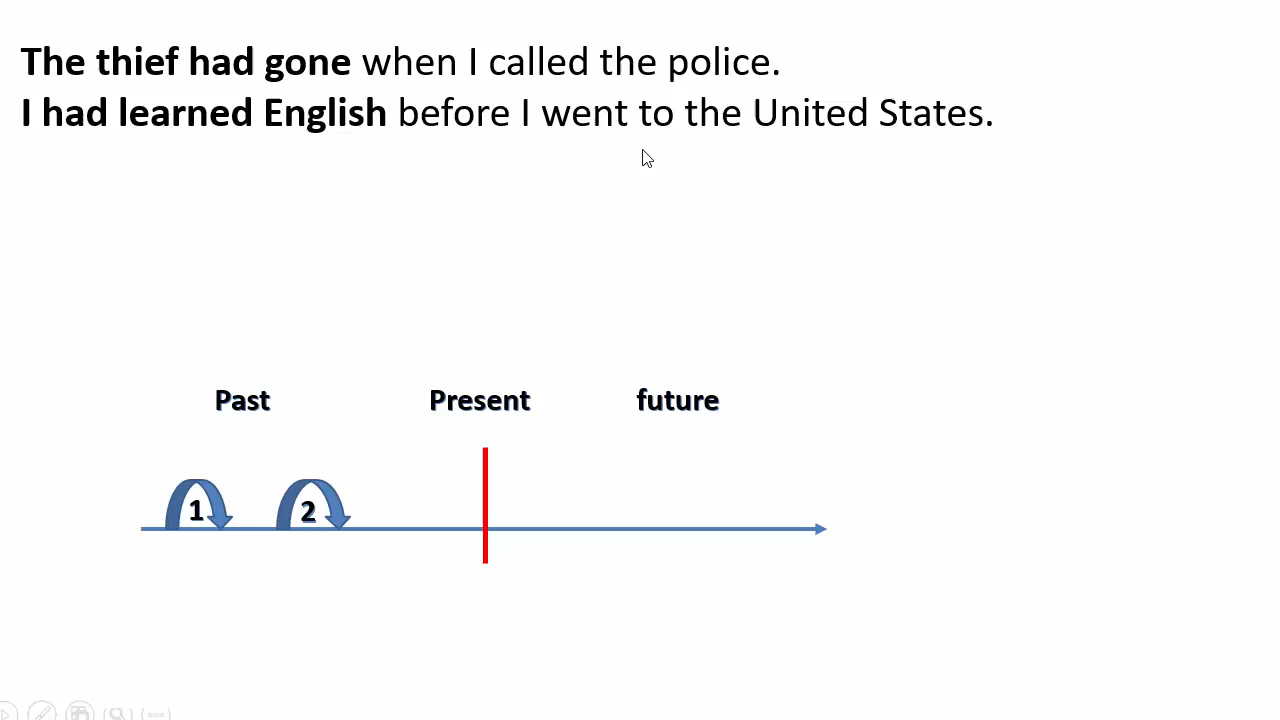 The thief had gone when I called the police.
I had learned English before I went to the United States.
Past Present future
1 2